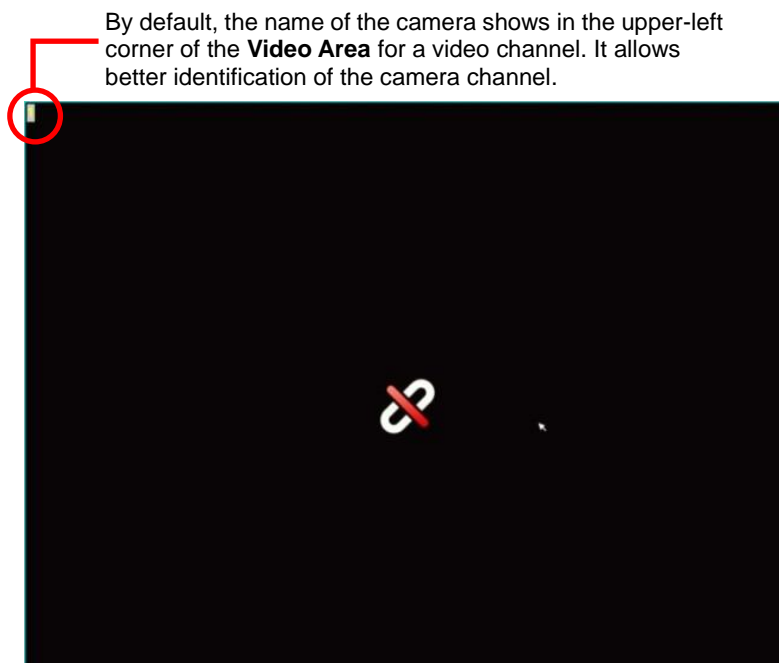 By default, the name of the camera shows in the upper-left
corner of the Video Area for a video channel. It allows
better identification of the camera channel.